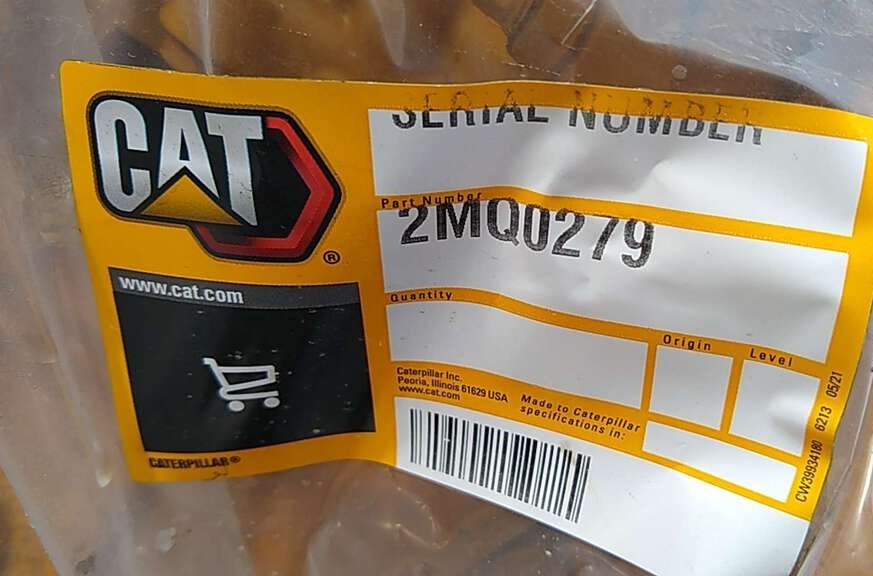 CAT
®
www.cat.com
CATERPILLAR®
SERIAL NUMBER
Part Number
2MQ0279
Quantity
Origin
Level
Caterpillar Inc.
Peoria, Illinois 61629 USA
www.cat.com
Made to Caterpillar
specifications in:
CW39934180 6213 05/21